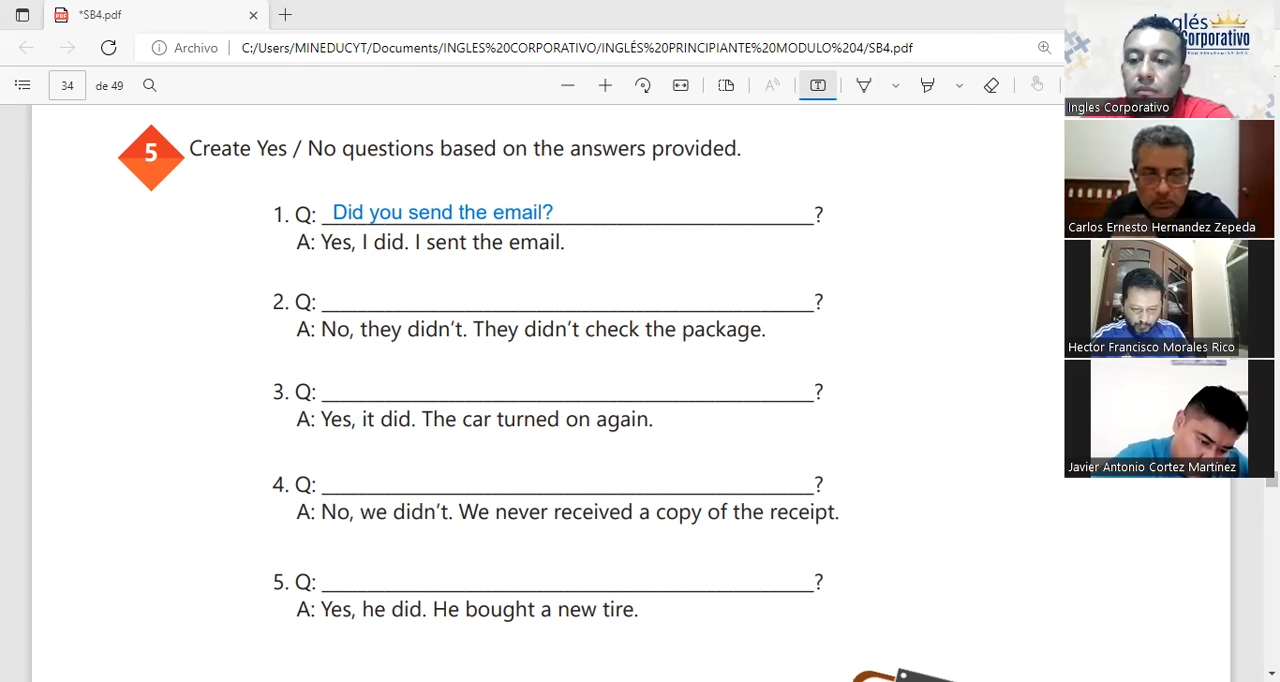 *SB4.pdf
Archivo
C:/Users/MINEDUCYT/Documents/INGLES%20CORPORATIVO/INGLÉS%20PRINCIPIANTE%20MODULO%204/SB4.pdf
34 de 49
5 Create Yes / No questions based on the answers provided.
1. Q: Did you send the email? ?
A: Yes, I did. I sent the email.
2. Q: ?
A: No, they didn't. They didn't check the package.
3. Q: ?
A: Yes, it did. The car turned on again.
4. Q: ?
A: No, we didn't. We never received a copy of the receipt.
5. Q: ?
A: Yes, he did. He bought a new tire.
Inglés
Corporativo
Ingles Corporativo
Carlos Ernesto Hernandez Zepeda
Hector Francisco Morales Rico
Javier Antonio Cortez Martínez